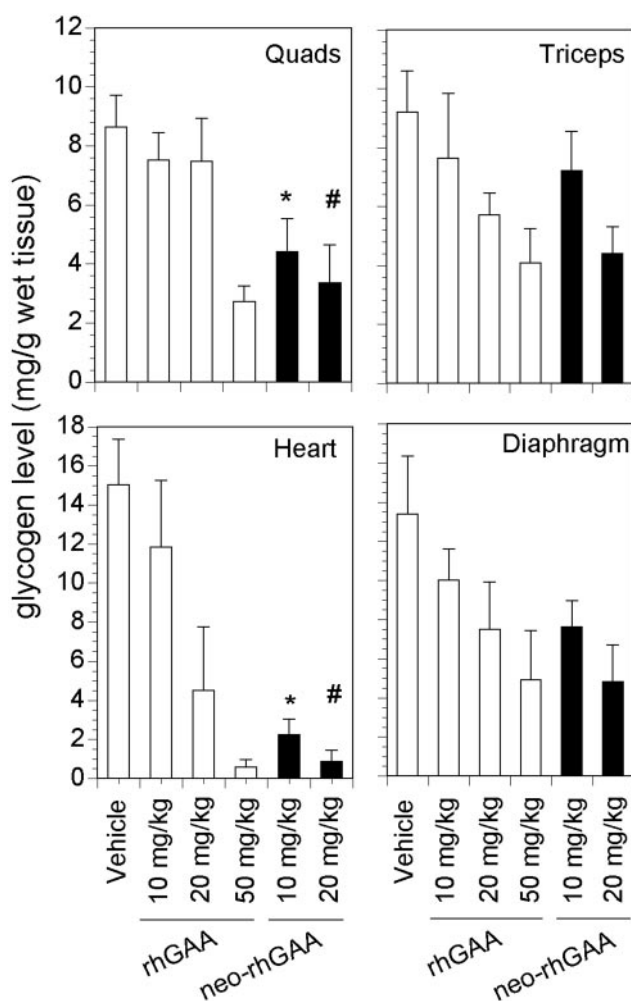 glycogen level (mg/g wet tissue)
Quads
12
10
8
6
4
2
0
*
#
Triceps
Heart
18
16
14
12
10
8
6
4
2
0
*
#
Diaphragm
Vehicle
10 mg/kg
20 mg/kg
50 mg/kg
10 mg/kg
20 mg/kg
rhGAA
neo-rhGAA
Vehicle
10 mg/kg
20 mg/kg
50 mg/kg
10 mg/kg
20 mg/kg
rhGAA
neo-rhGAA